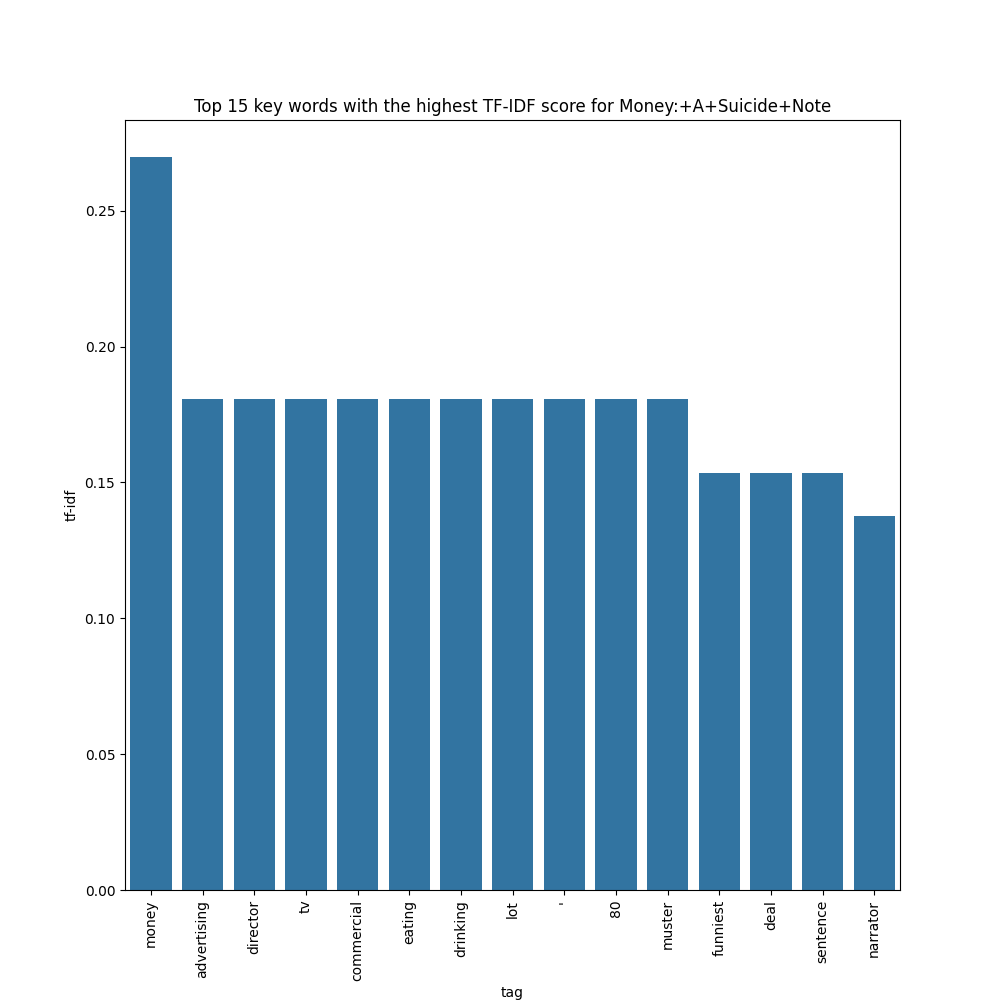 Top 15 key words with the highest TF-IDF score for Money:+A+Suicide+Note
tf-idf
0.25
0.20
0.15
0.10
0.05
0.00
money
advertising
director
tv
commercial
eating
drinking
lot
'
80
muster
funniest
deal
sentence
narrator
tag